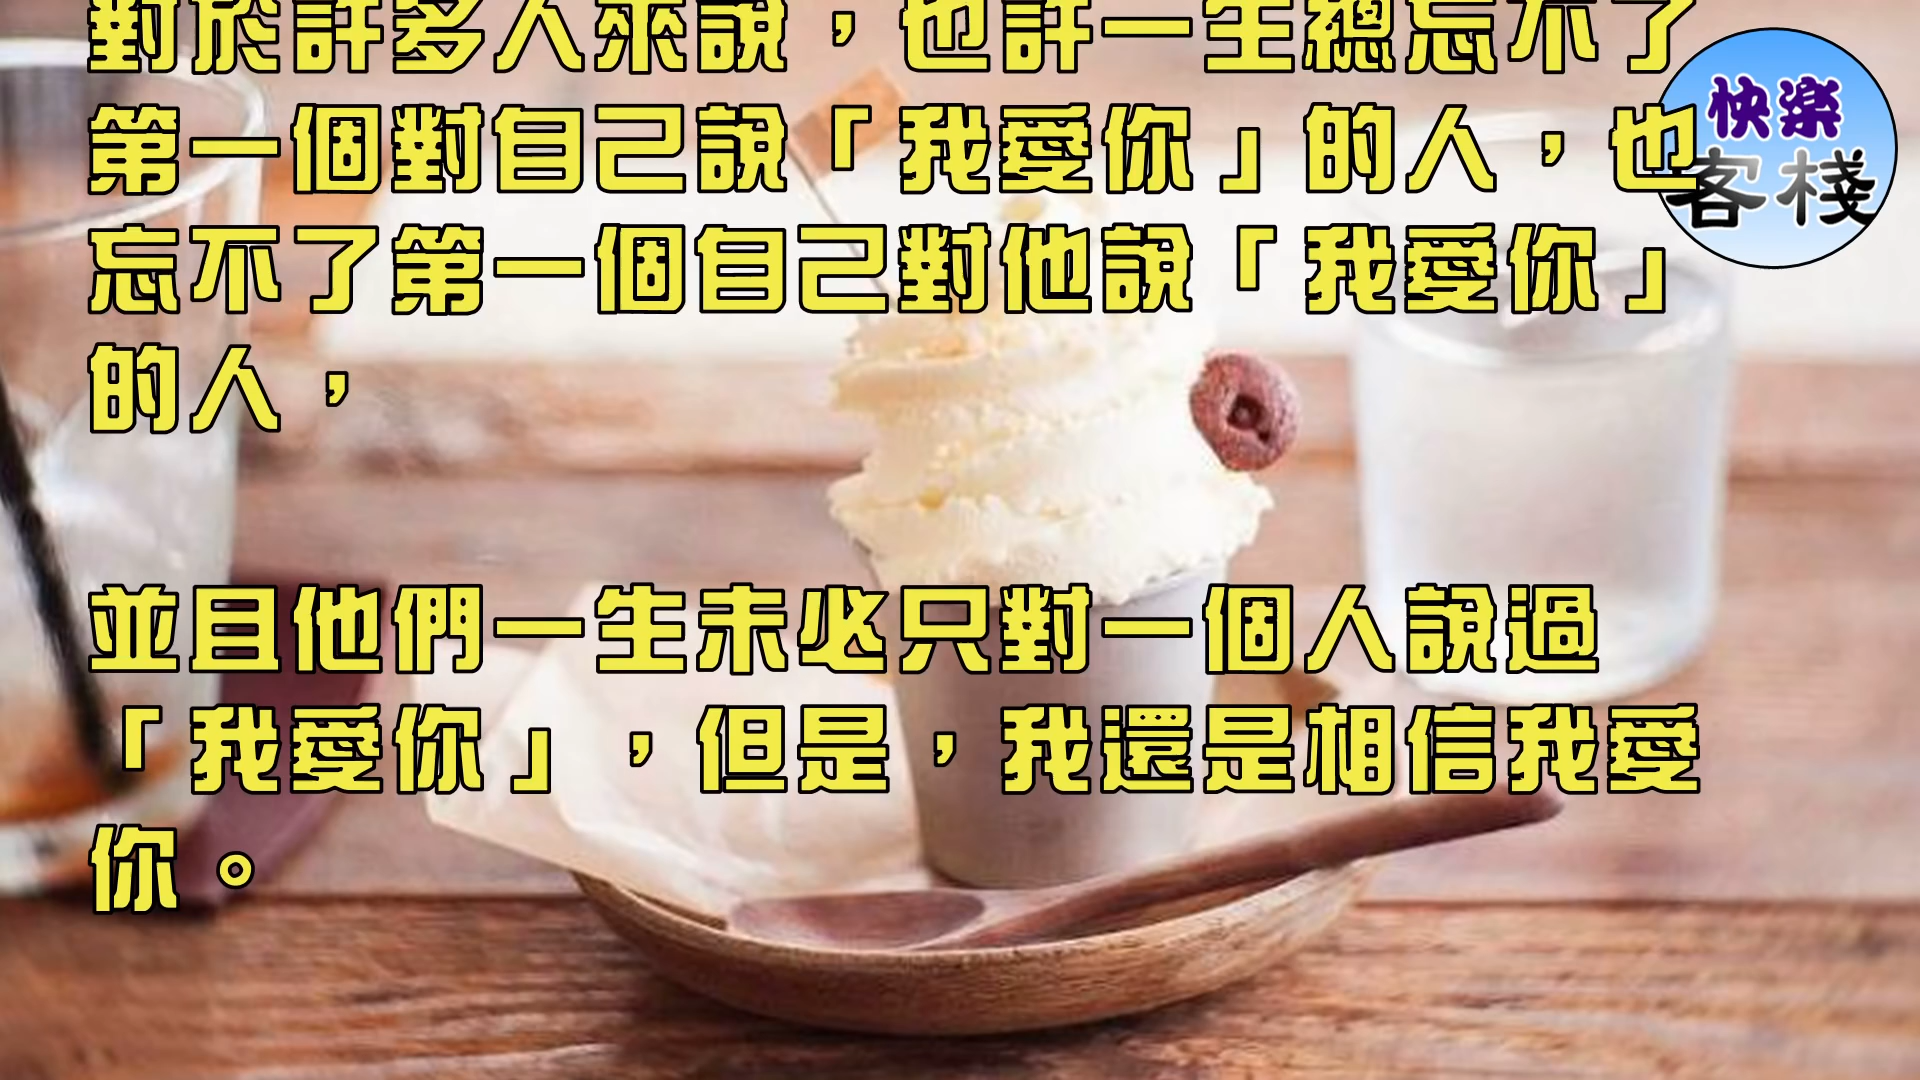 對於許多人來說，也許一生總忘不了
第一個對自己說「我愛你」的人，也
忘不了第一個自己對他說「我愛你」
的人，
並且他們一生未必只對一個人說過
「我愛你」，但是，我還是相信我愛
你。
快樂
客棧